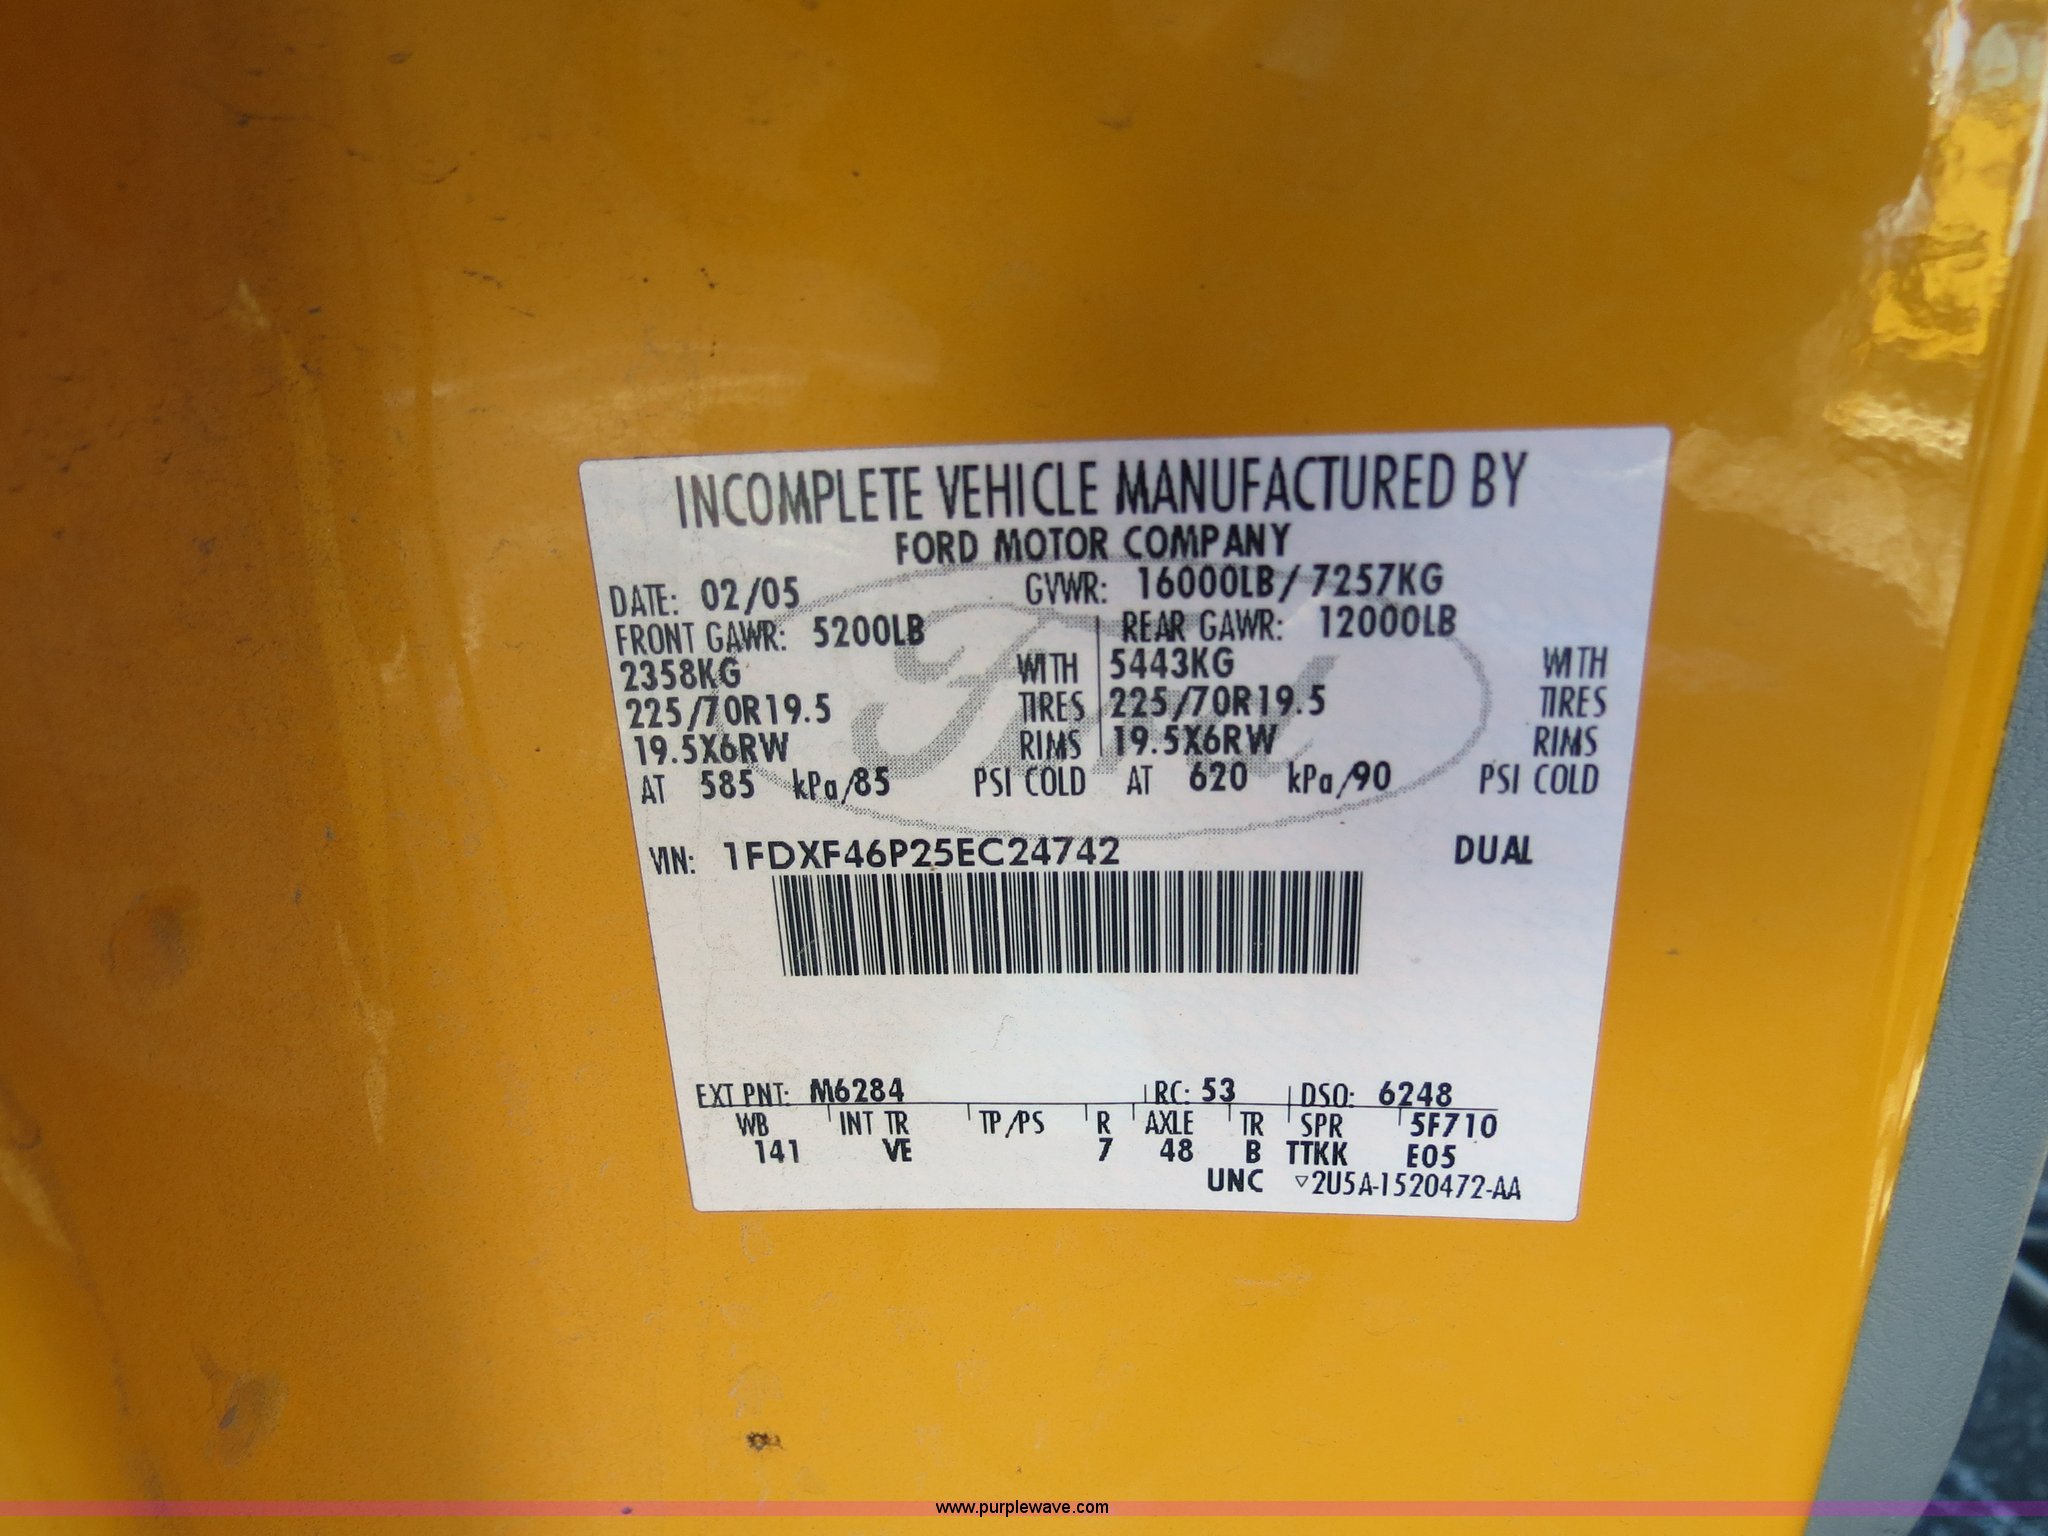 INCOMPLETE VEHICLE MANUFACTURED BY
FORD MOTOR COMPANY
DATE: 02/05 GVWR: 16000LB/7257KG
FRONT GAWR: 5200LB REAR GAWR: 12000LB
2358KG WITH 5443KG WITH
225/70R19.5 TIRES 225/70R19.5 TIRES
19.5X6RW RIMS 19.5X6RW RIMS
AT 585 kPa/85 PSI COLD AT 620 kPa/90 PSI COLD
Ford
VIN: 1FDXF46P25EC24742 DUAL
EXT PNT: M6284 RC: 53 DSO: 6248
WB INT TR TP/PS R AXLE TR SPR 5F710
141 VE 7 48 B TTKK E05
UNC ▽2U5A-1520472-AA
www.purplewave.com